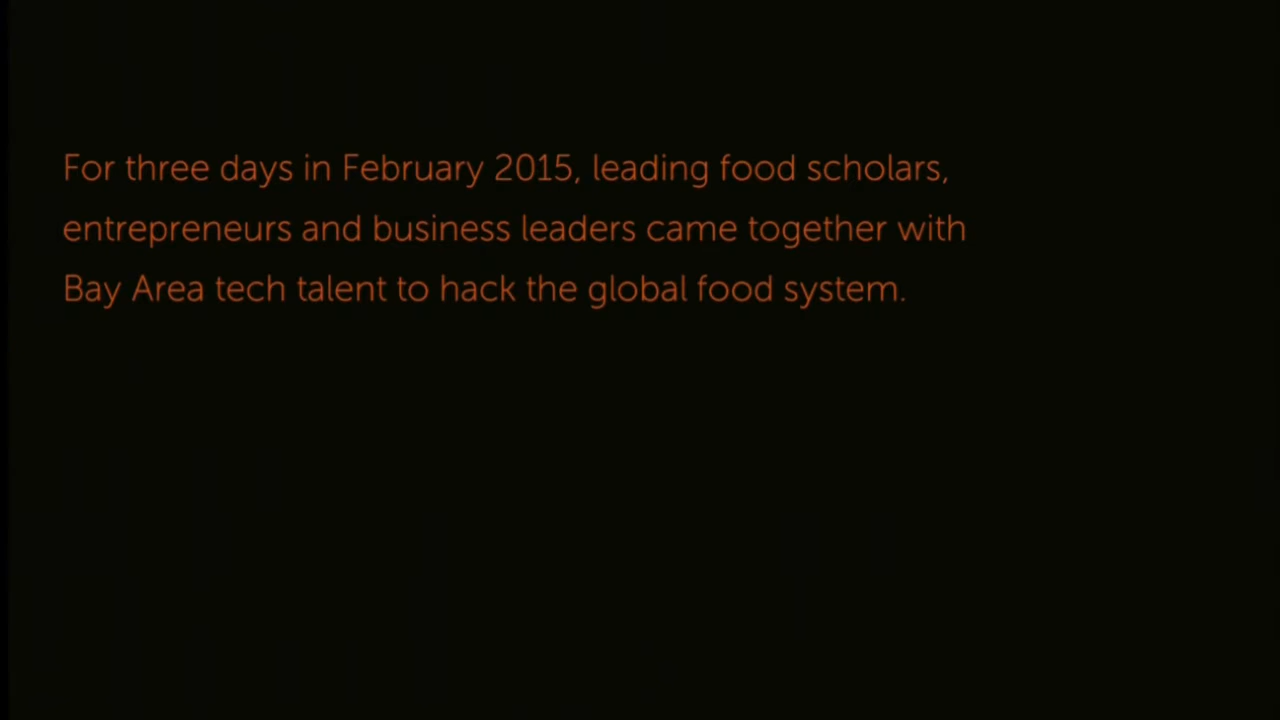 For three days in February 2015, leading food scholars,
entrepreneurs and business leaders came together with
Bay Area tech talent to hack the global food system.